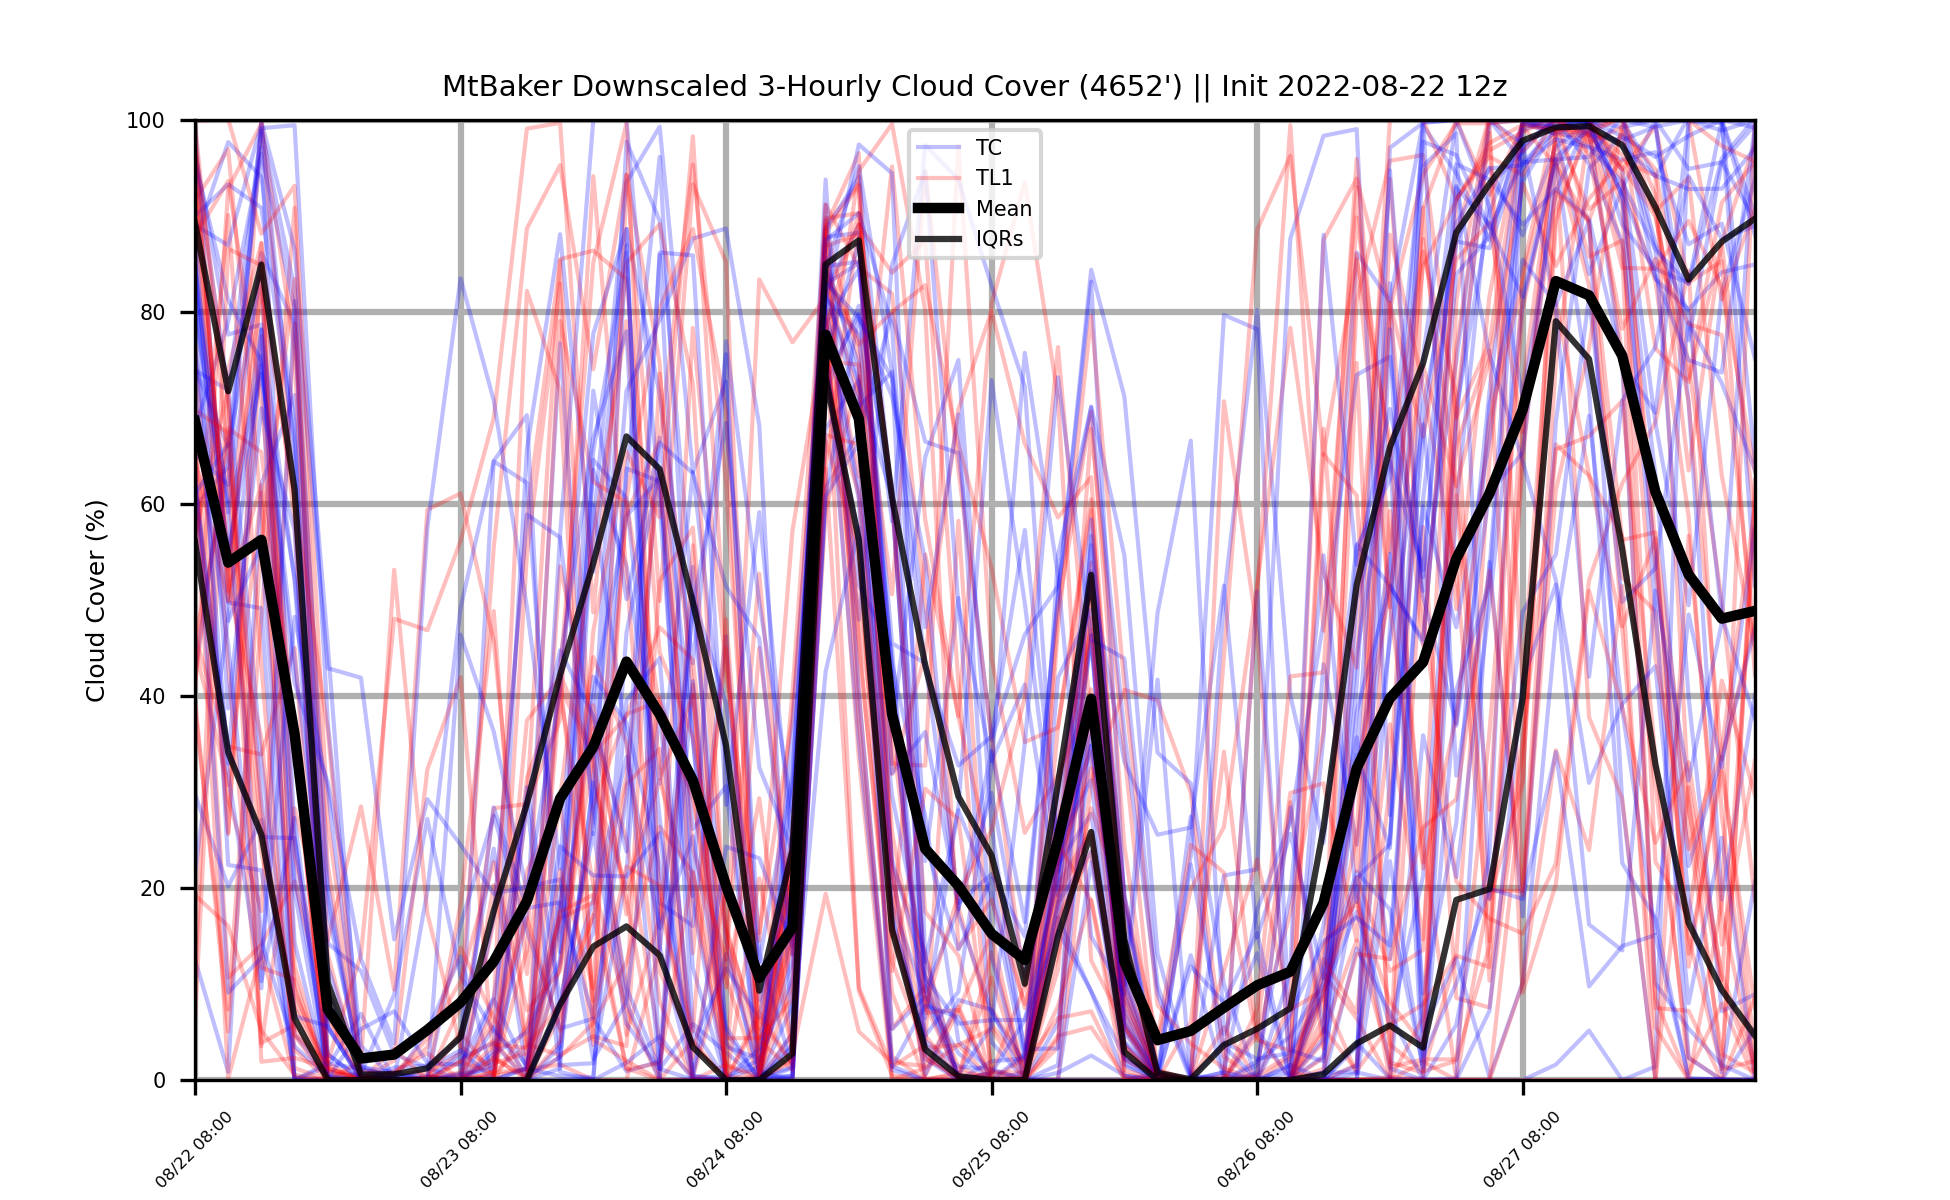 MtBaker Downscaled 3-Hourly Cloud Cover (4652') || Init 2022-08-22 12z
TC
TL1
Mean
IQRs
Cloud Cover (%)
100
80
60
40
20
0
08/22 08:00
08/23 08:00
08/24 08:00
08/25 08:00
08/26 08:00
08/27 08:00